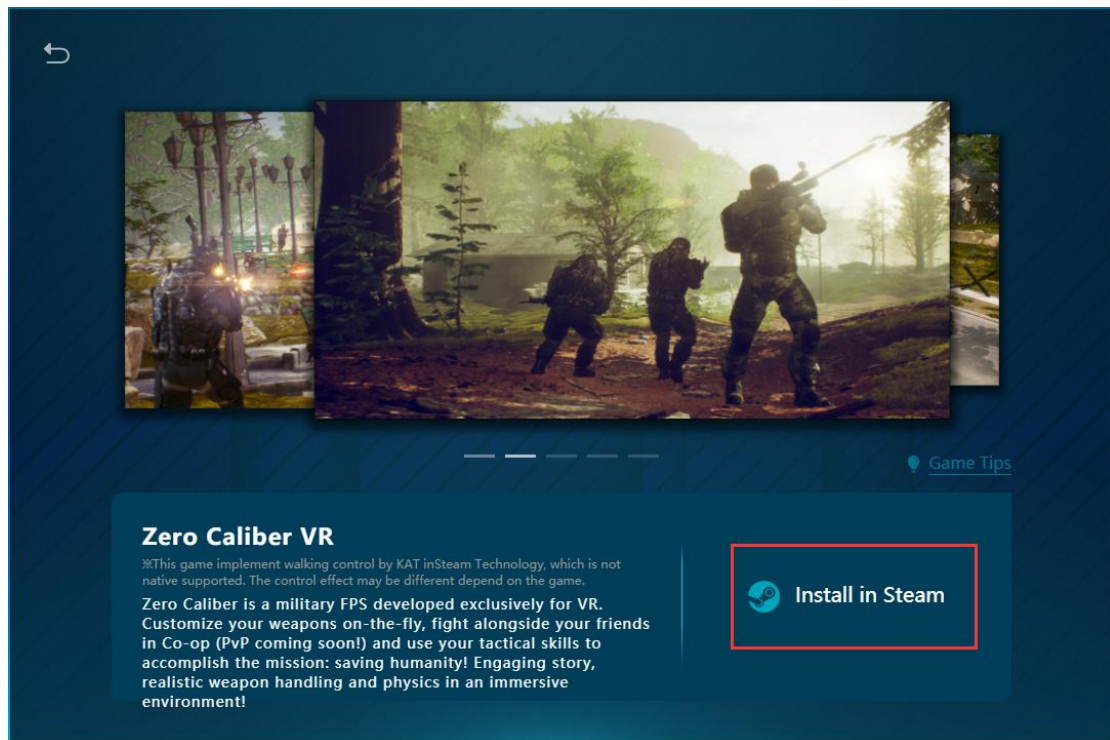 Game Tips
Zero Caliber VR
※This game implement walking control by KAT inSteam Technology, which is not
native supported. The control effect may be different depend on the game.
Zero Caliber is a military FPS developed exclusively for VR.
Customize your weapons on-the-fly, fight alongside your friends
in Co-op (PvP coming soon!) and use your tactical skills to
accomplish the mission: saving humanity! Engaging story,
realistic weapon handling and physics in an immersive
environment!
Install in Steam